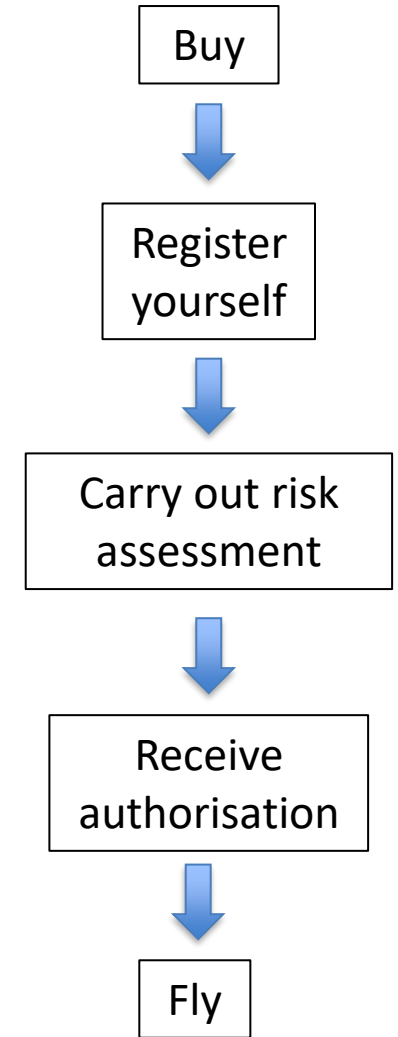 Buy
Register
yourself
Carry out risk
assessment
Receive
authorisation
Fly